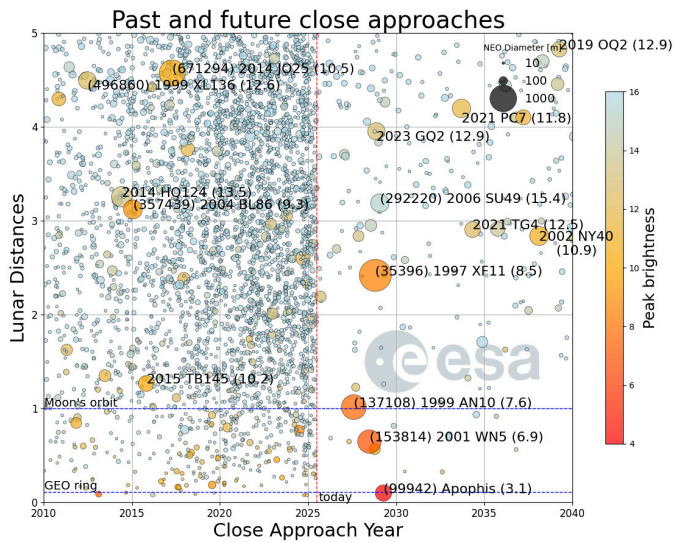 Past and future close approaches
5
4
3
2
1
0
Lunar Distances
2010
2015
2020
2025
2030
2035
2040
Close Approach Year
NEO Diameter [m]
10
100
1000
2019 OQ2 (12.9)
(671294) 2014 JO25 (10.5)
(496860) 1999 XL136 (12.6)
2021 PC7 (11.8)
2023 GQ2 (12.9)
2014 HQ124 (13.5)
(357439) 2004 BL86 (9.3)
(292220) 2006 SU49 (15.4)
2021 TG4 (12.5)
2002 NY40
(10.9)
(35396) 1997 XF11 (8.5)
esa
2015 TB145 (10.2)
Moon's orbit
(137108) 1999 AN10 (7.6)
(153814) 2001 WN5 (6.9)
GEO ring
(99942) Apophis (3.1)
today
16
14
12
10
8
6
4
Peak brightness